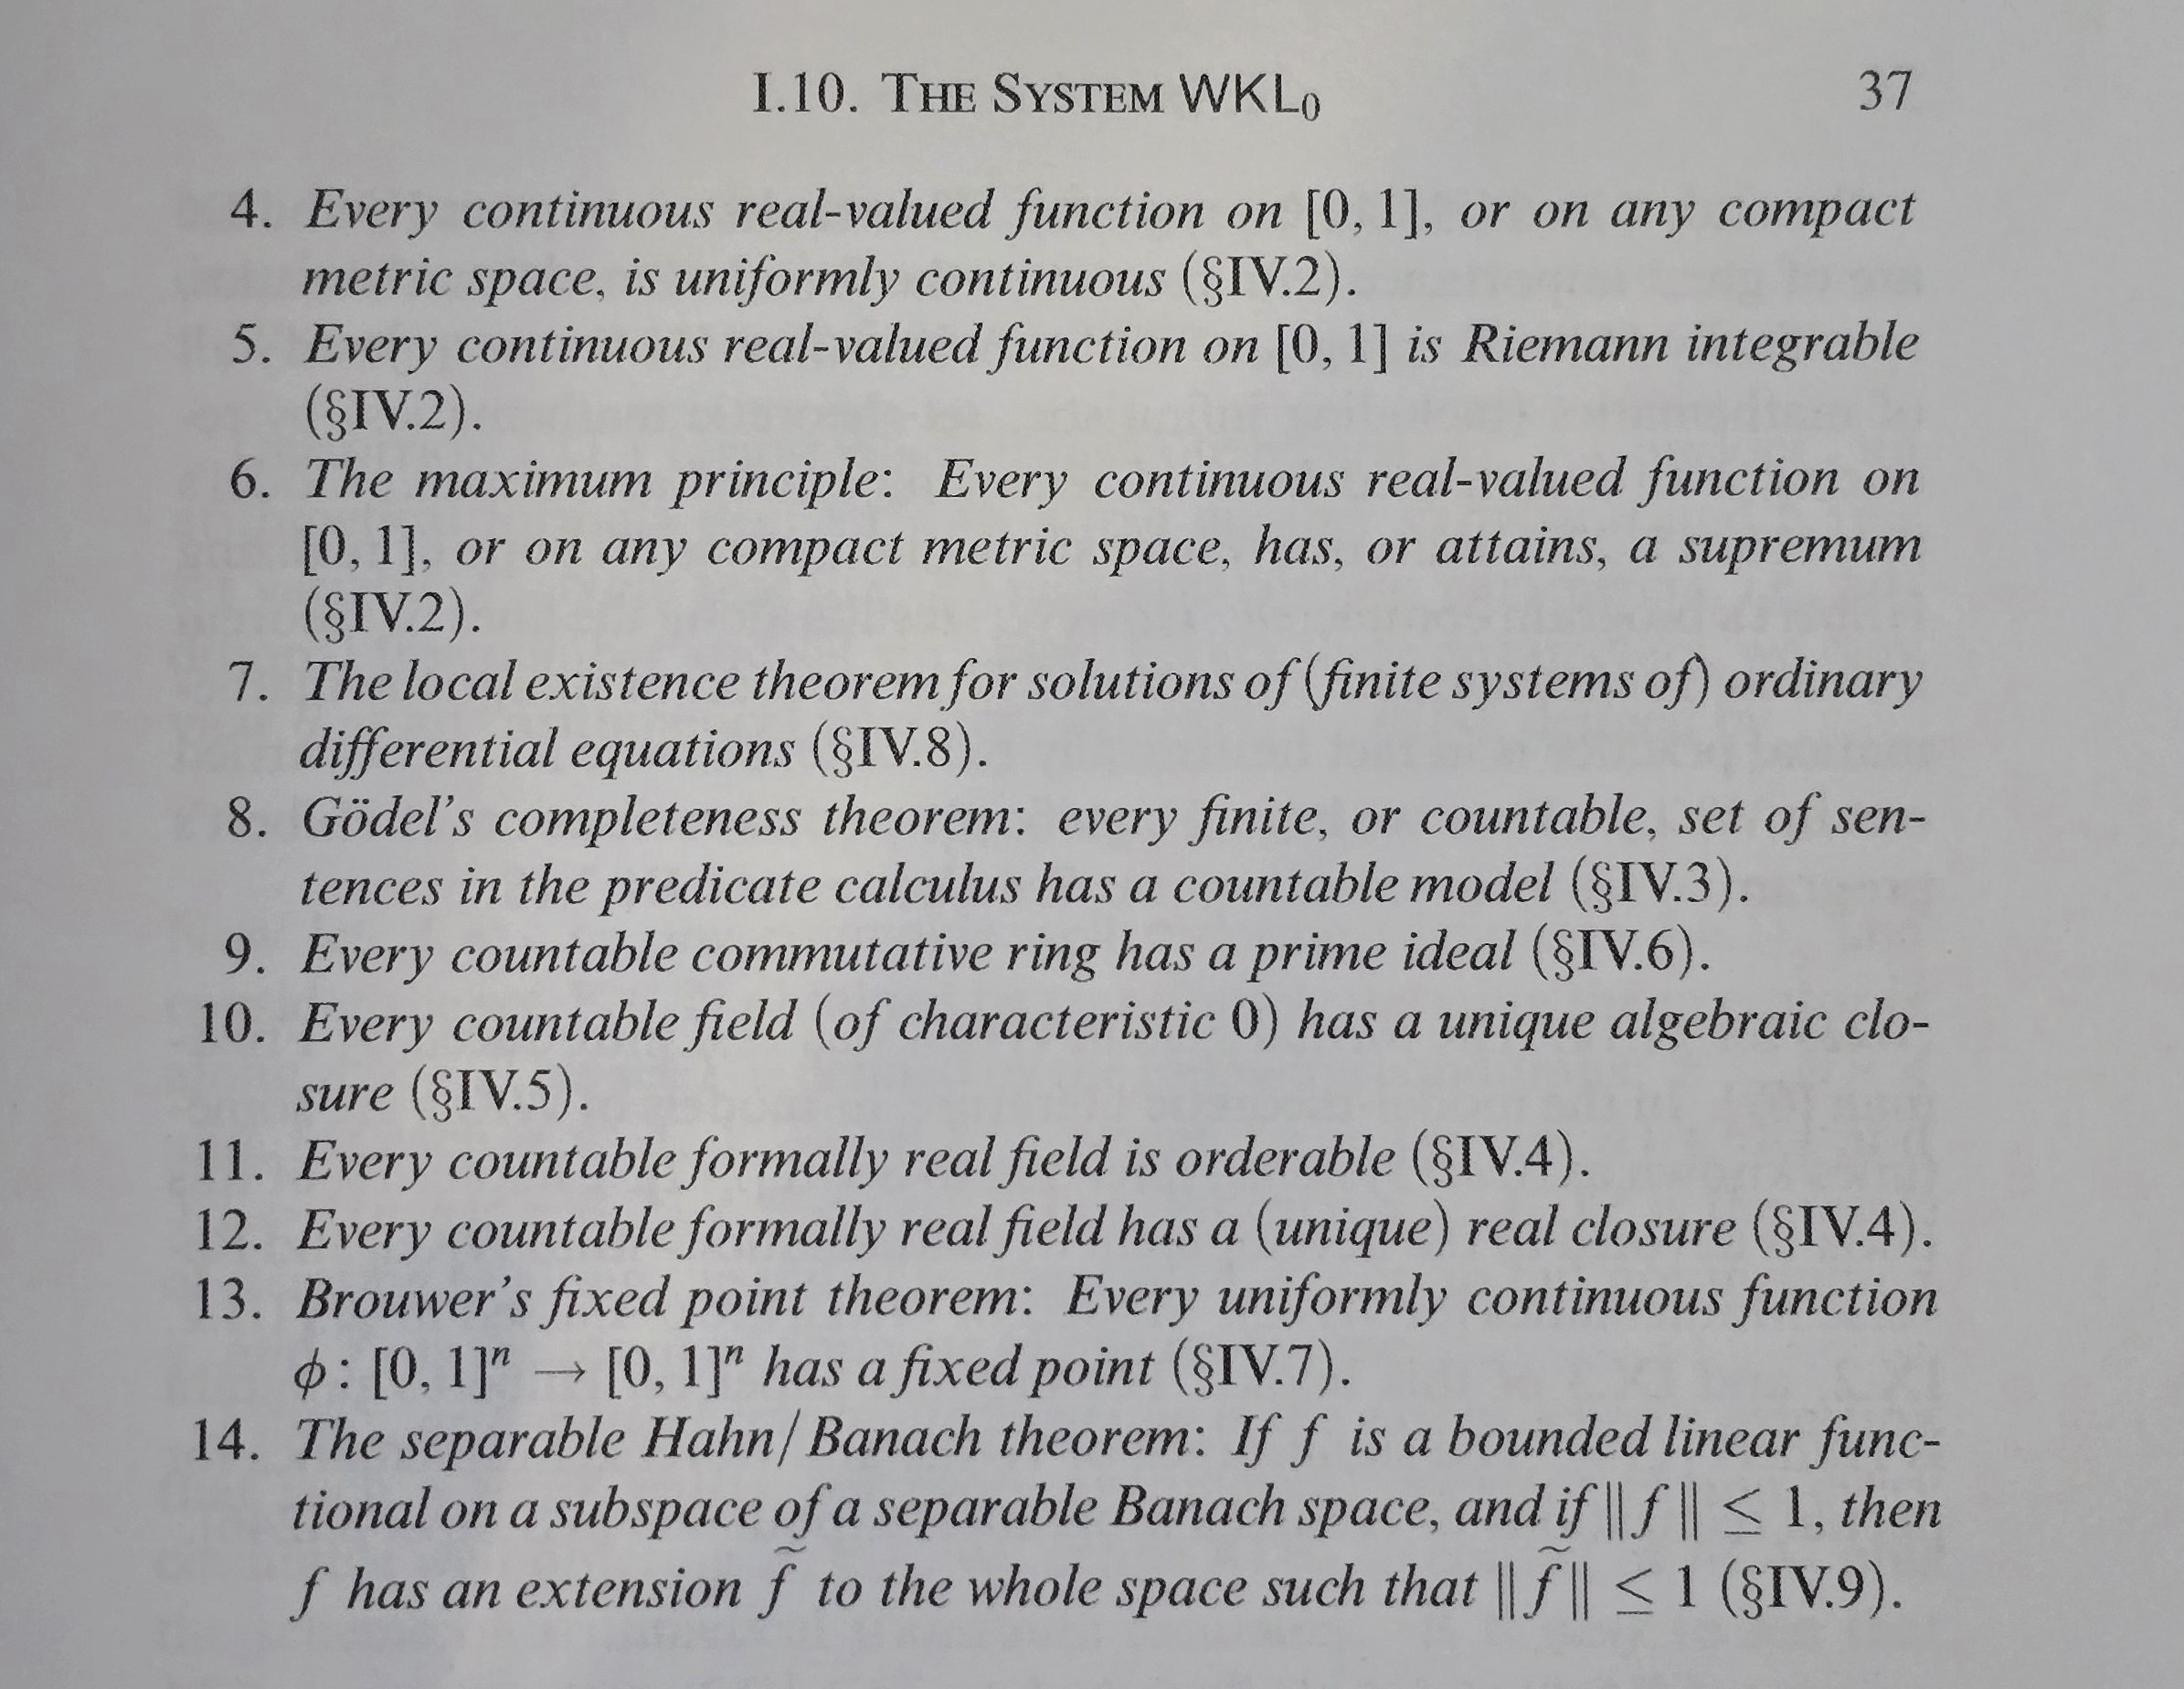 I.10. The System WKL₀ 37
4. Every continuous real-valued function on [0, 1], or on any compact
metric space, is uniformly continuous (§IV.2).
5. Every continuous real-valued function on [0, 1] is Riemann integrable
(§IV.2).
6. The maximum principle: Every continuous real-valued function on
[0, 1], or on any compact metric space, has, or attains, a supremum
(§IV.2).
7. The local existence theorem for solutions of (finite systems of) ordinary
differential equations (§IV.8).
8. Gödel's completeness theorem: every finite, or countable, set of sen-
tences in the predicate calculus has a countable model (§IV.3).
9. Every countable commutative ring has a prime ideal (§IV.6).
10. Every countable field (of characteristic 0) has a unique algebraic clo-
sure (§IV.5).
11. Every countable formally real field is orderable (§IV.4).
12. Every countable formally real field has a (unique) real closure (§IV.4).
13. Brouwer's fixed point theorem: Every uniformly continuous function
ϕ: [0, 1]ⁿ → [0, 1]ⁿ has a fixed point (§IV.7).
14. The separable Hahn/Banach theorem: If f is a bounded linear func-
tional on a subspace of a separable Banach space, and if ‖f‖ ≤ 1, then
f has an extension f̃ to the whole space such that ‖f̃‖ ≤ 1 (§IV.9).